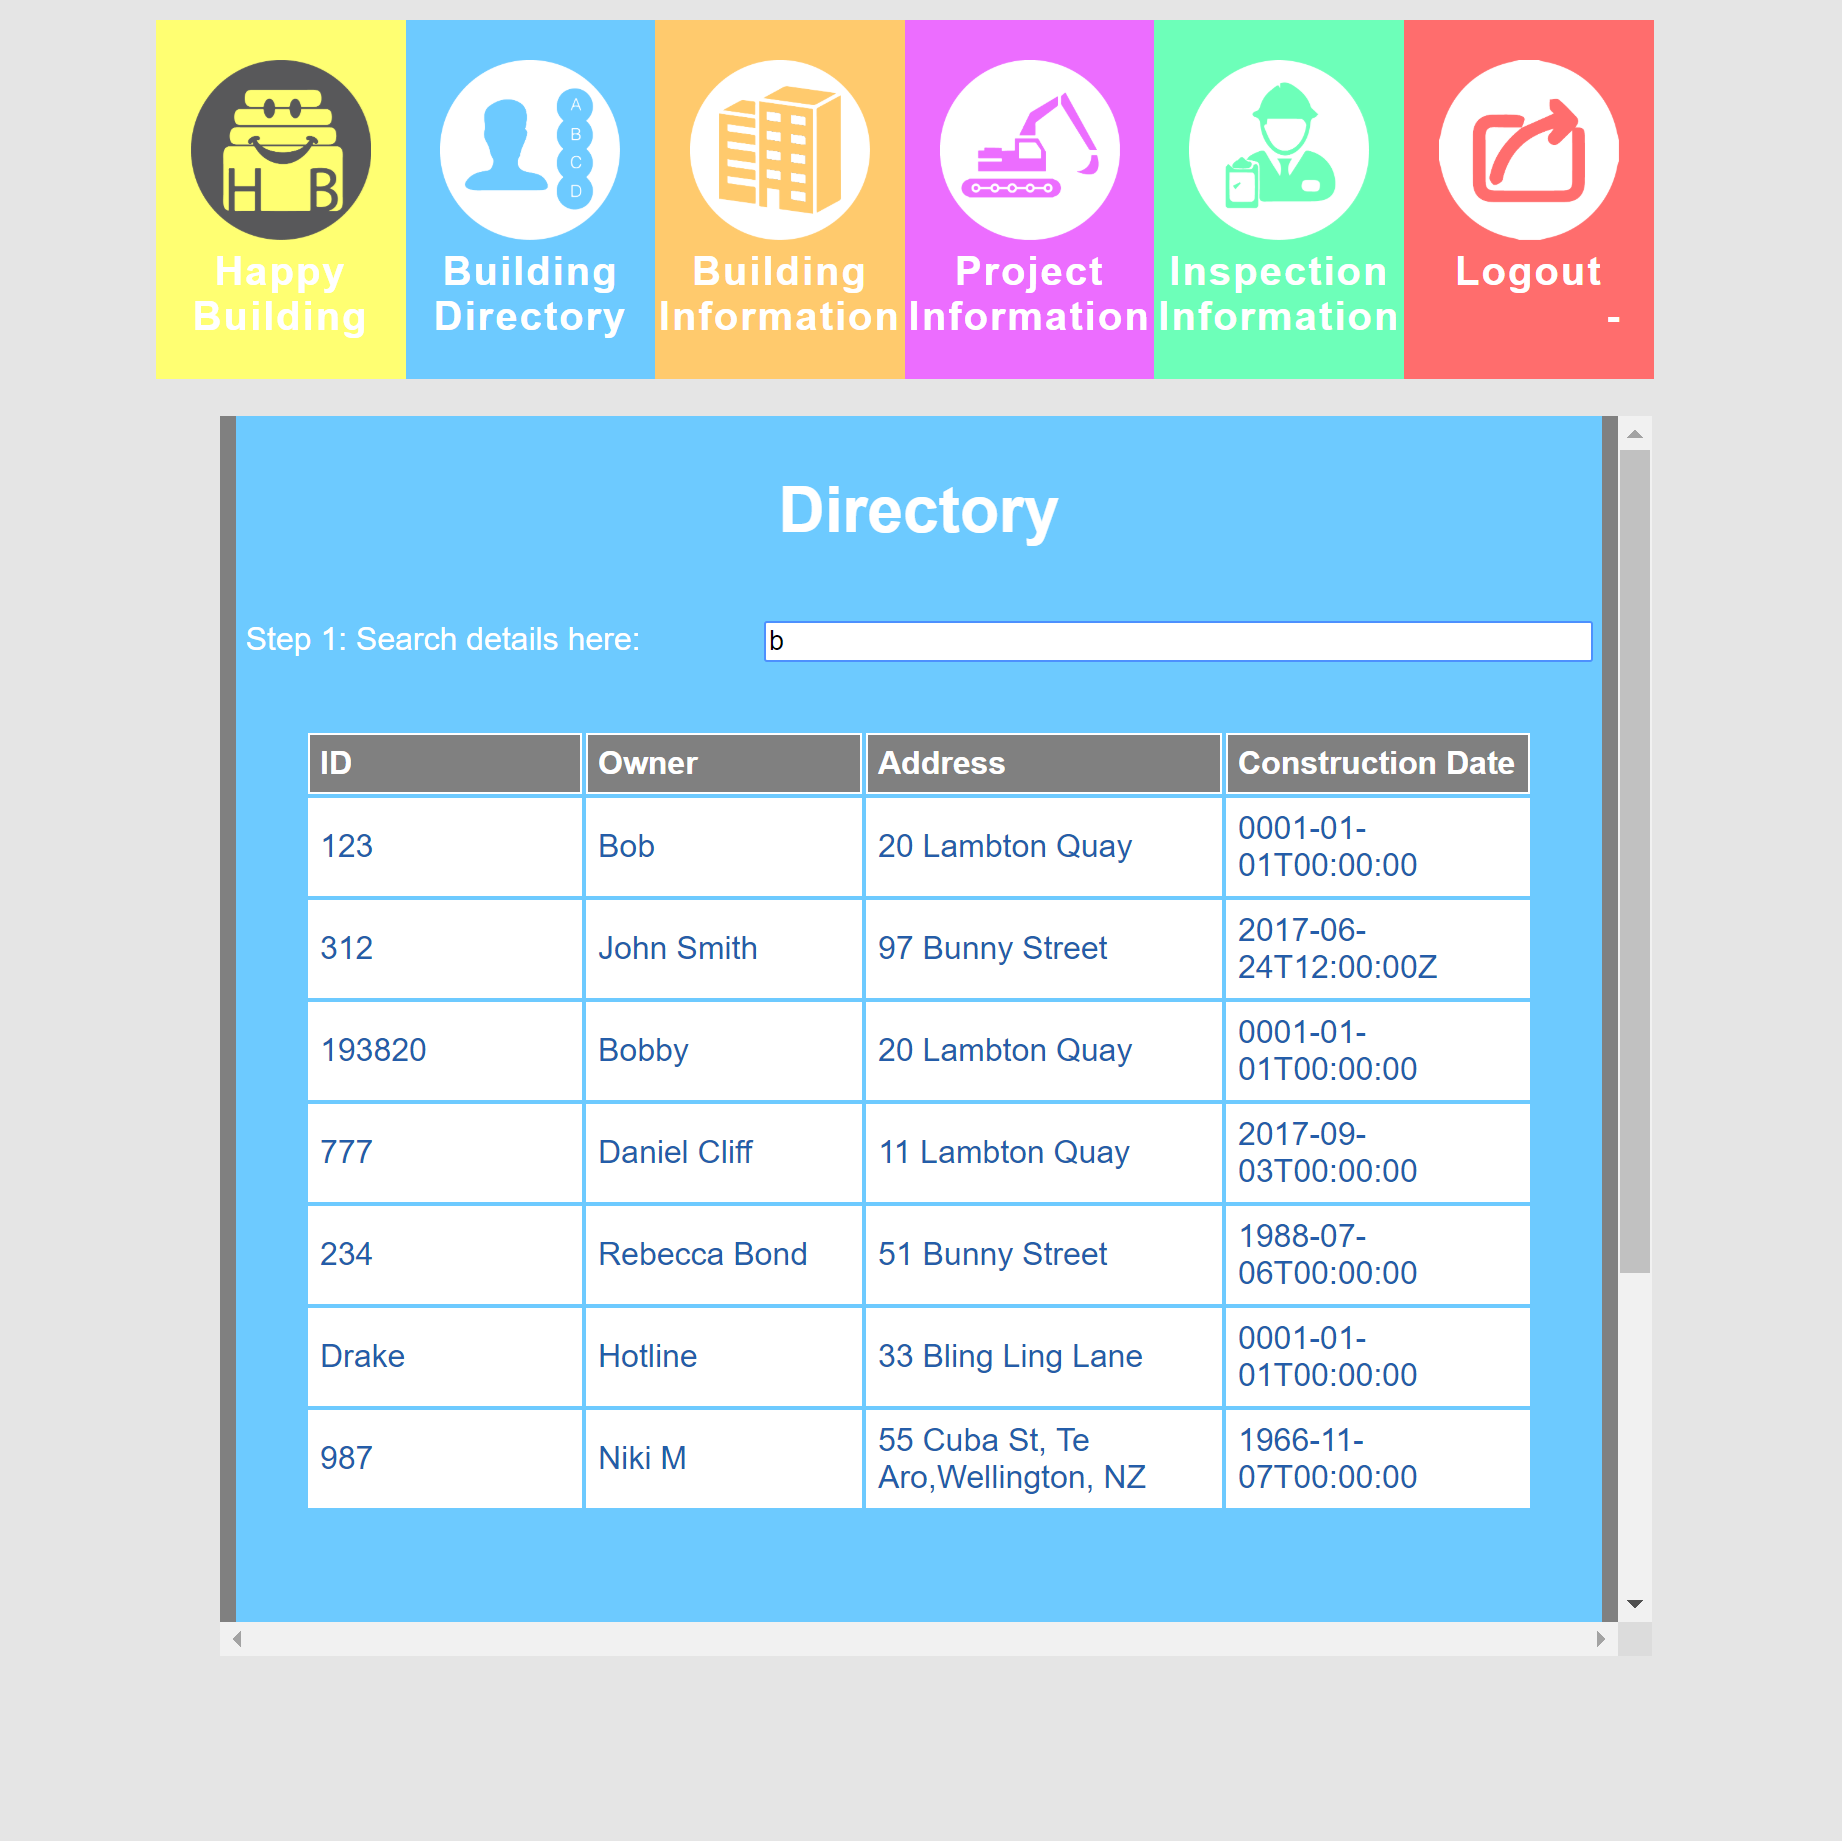 H B
A
B
C
D
Happy
Building
Building
Directory
Building
Information
Project
Information
Inspection
Information
Logout
-
Directory
Step 1: Search details here: b
ID Owner Address Construction Date
123 Bob 20 Lambton Quay 0001-01-
01T00:00:00
312 John Smith 97 Bunny Street 2017-06-
24T12:00:00Z
193820 Bobby 20 Lambton Quay 0001-01-
01T00:00:00
777 Daniel Cliff 11 Lambton Quay 2017-09-
03T00:00:00
234 Rebecca Bond 51 Bunny Street 1988-07-
06T00:00:00
Drake Hotline 33 Bling Ling Lane 0001-01-
01T00:00:00
987 Niki M 55 Cuba St, Te
Aro,Wellington, NZ 1966-11-
07T00:00:00